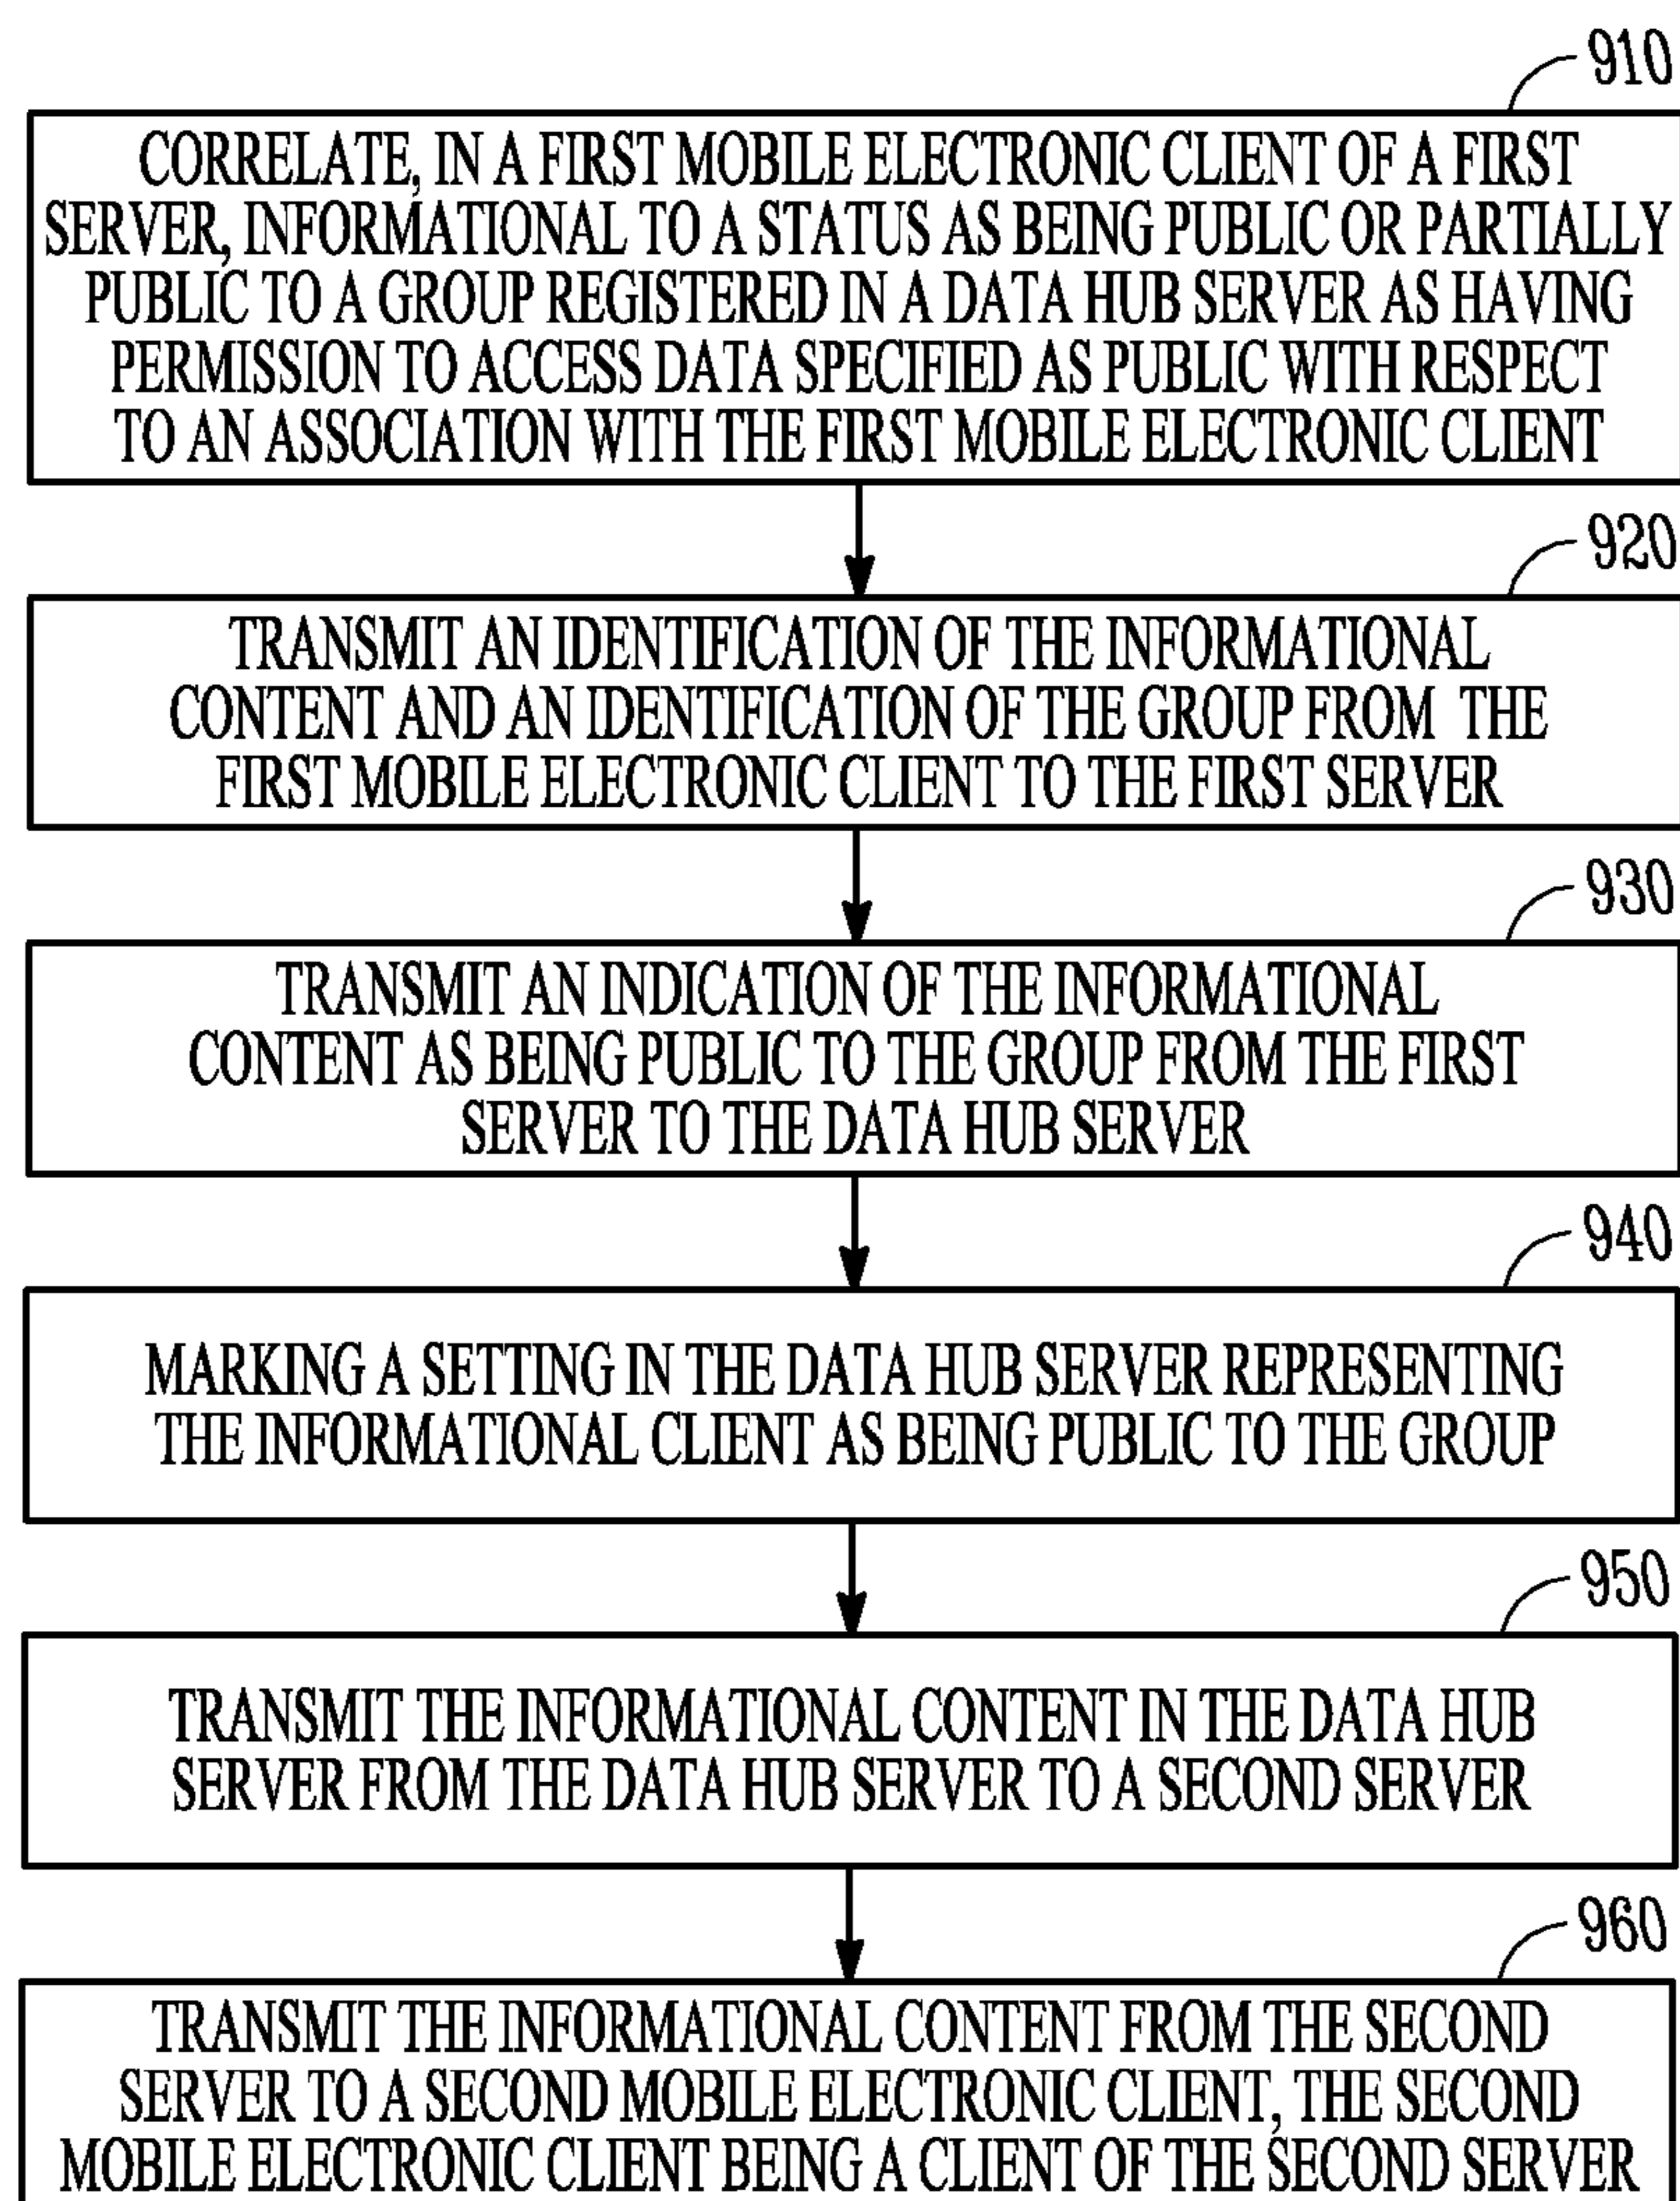 910
CORRELATE, IN A FIRST MOBILE ELECTRONIC CLIENT OF A FIRST
SERVER, INFORMATIONAL TO A STATUS AS BEING PUBLIC OR PARTIALLY
PUBLIC TO A GROUP REGISTERED IN A DATA HUB SERVER AS HAVING
PERMISSION TO ACCESS DATA SPECIFIED AS PUBLIC WITH RESPECT
TO AN ASSOCIATION WITH THE FIRST MOBILE ELECTRONIC CLIENT
920
TRANSMIT AN IDENTIFICATION OF THE INFORMATIONAL
CONTENT AND AN IDENTIFICATION OF THE GROUP FROM THE
FIRST MOBILE ELECTRONIC CLIENT TO THE FIRST SERVER
930
TRANSMIT AN INDICATION OF THE INFORMATIONAL
CONTENT AS BEING PUBLIC TO THE GROUP FROM THE FIRST
SERVER TO THE DATA HUB SERVER
940
MARKING A SETTING IN THE DATA HUB SERVER REPRESENTING
THE INFORMATIONAL CLIENT AS BEING PUBLIC TO THE GROUP
950
TRANSMIT THE INFORMATIONAL CONTENT IN THE DATA HUB
SERVER FROM THE DATA HUB SERVER TO A SECOND SERVER
960
TRANSMIT THE INFORMATIONAL CONTENT FROM THE SECOND
SERVER TO A SECOND MOBILE ELECTRONIC CLIENT, THE SECOND
MOBILE ELECTRONIC CLIENT BEING A CLIENT OF THE SECOND SERVER